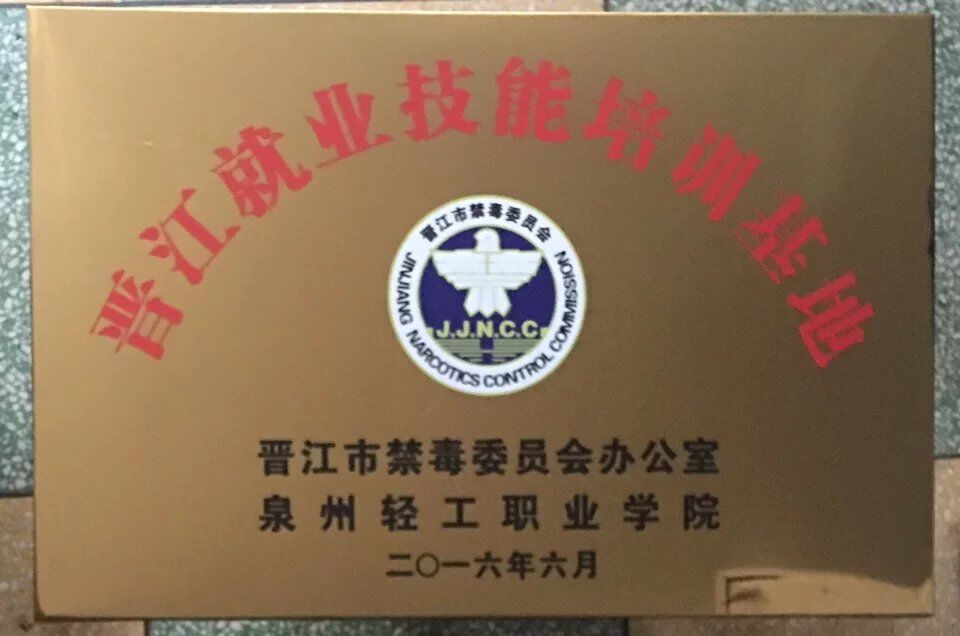 晋江就业技能培训基地
晋江市禁毒委员会
J.J.N.C.C
JINJIANG NARCOTICS CONTROL COMMISSION
晋江市禁毒委员会办公室
泉州轻工职业学院
二〇一六年六月